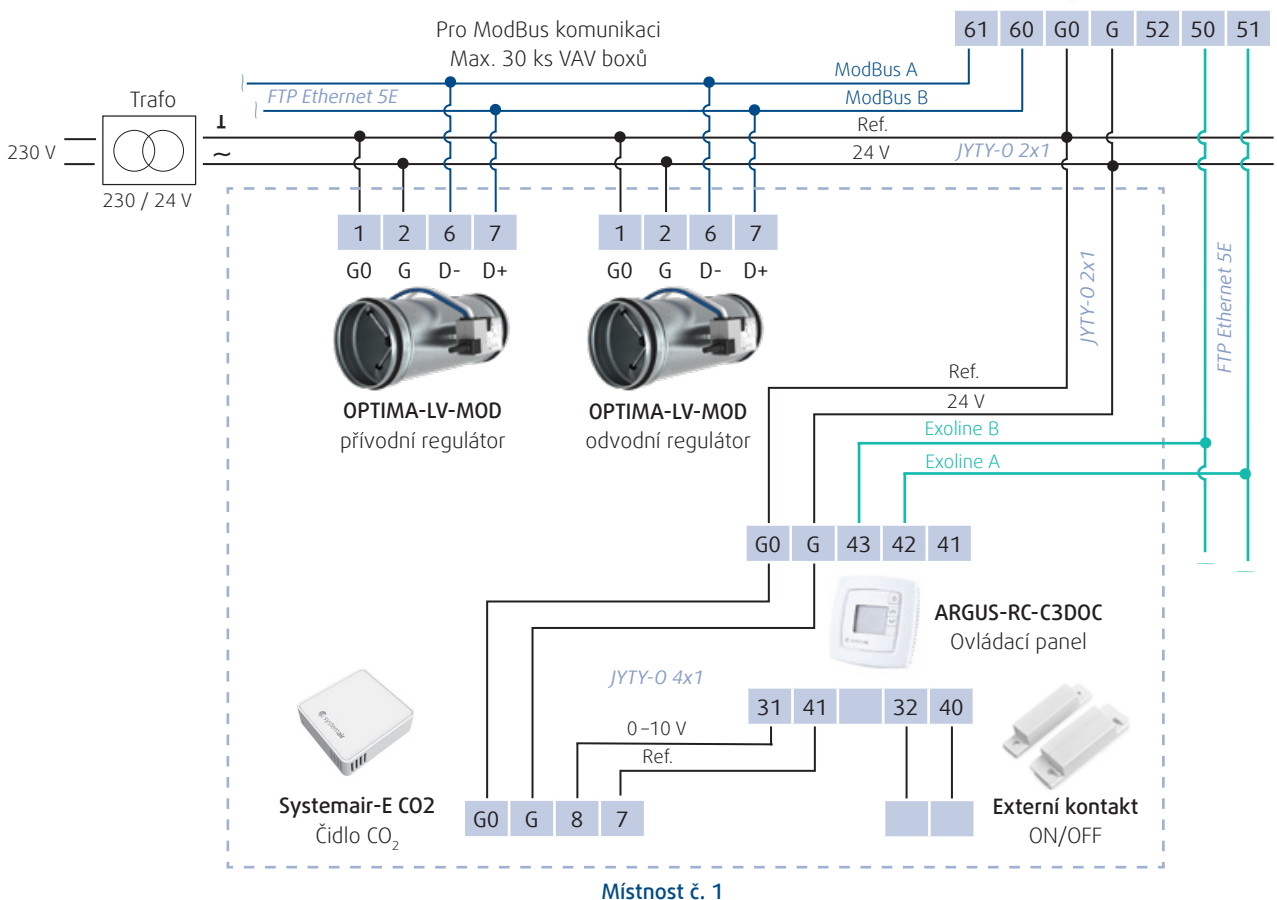 Pro ModBus komunikaci
Max. 30 ks VAV boxů
61 60 G0 G 52 50 51
ModBus A
FTP Ethernet 5E
ModBus B
Trafo
Ref.
230 V
24 V
JYTY-O 2x1
~
230 / 24 V
1 2 6 7
G0 G D- D+
1 2 6 7
G0 G D- D+
JYTY-O 2x1
FTP Ethernet 5E
OPTIMA-LV-MOD
přívodní regulátor
OPTIMA-LV-MOD
odvodní regulátor
Ref.
24 V
Exoline B
Exoline A
G0 G 43 42 41
ARGUS-RC-C3DOC
Ovládací panel
JYTY-O 4x1
31 41 32 40
0–10 V
Ref.
systemair
Systemair-E CO2
Čidlo CO₂
G0 G 8 7
Externí kontakt
ON/OFF
Místnost č. 1